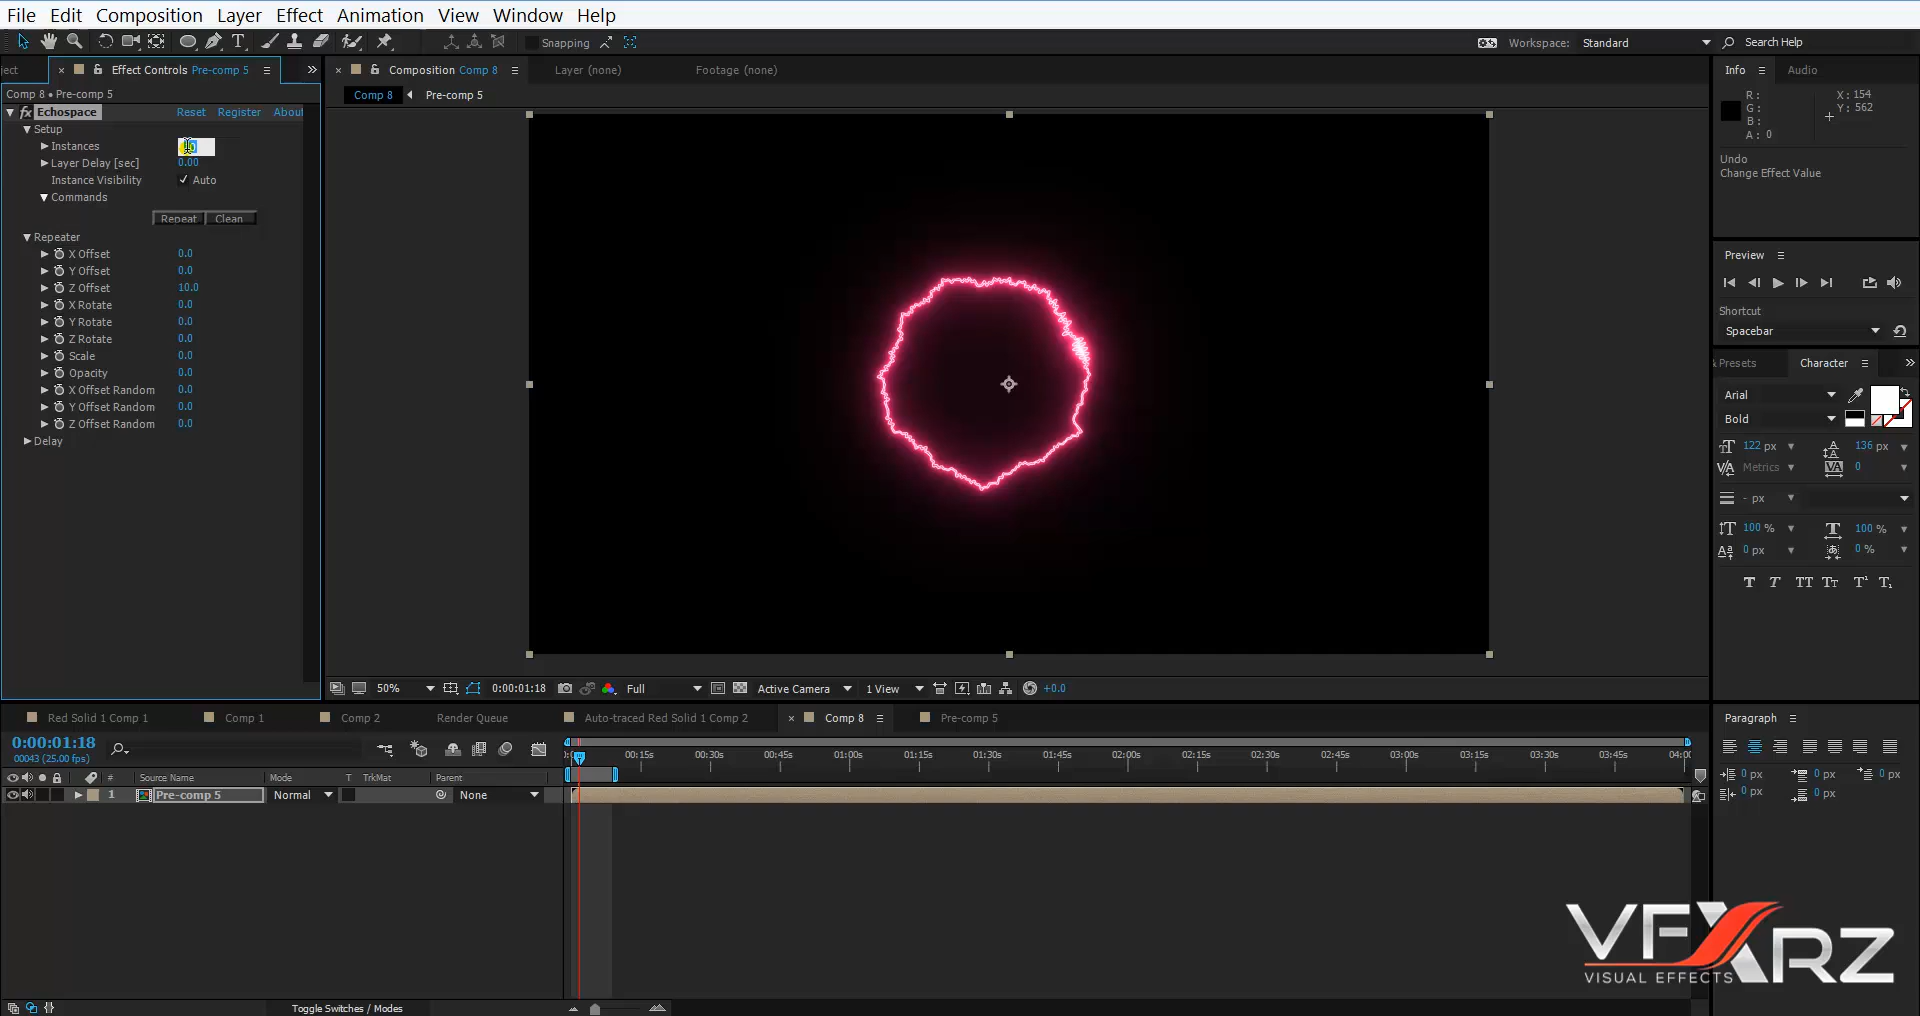 File Edit Composition Layer Effect Animation View Window Help
Snapping
Workspace: Standard
Search Help
Effect Controls Pre-comp 5
Composition Comp 8
Layer (none)
Footage (none)
Info
Audio
Comp 8 • Pre-comp 5
Comp 8
Pre-comp 5
R:
G:
B:
A: 0
X: 154
Y: 562
Undo
Change Effect Value
Echospace
Reset
Register
About
Setup
Instances
Layer Delay [sec] 0.00
Instance Visibility Auto
Commands
Repeat Clean
Repeater
X Offset 0.0
Y Offset 0.0
Z Offset 10.0
X Rotate 0.0
Y Rotate 0.0
Z Rotate 0.0
Scale 0.0
Opacity 0.0
X Offset Random 0.0
Y Offset Random 0.0
Z Offset Random 0.0
Delay
Preview
Shortcut
Spacebar
Presets
Character
Arial
Bold
122 px
136 px
Metrics
0
- px
100 %
100 %
0 px
0 %
T T TT Tr T¹ T₁
50%
0:00:01:18
Full
Active Camera
1 View
+0.0
Red Solid 1 Comp 1
Comp 1
Comp 2
Render Queue
Auto-traced Red Solid 1 Comp 2
Comp 8
Pre-comp 5
Paragraph
0 px
0 px
0 px
0 px
0 px
0:00:01:18
00043 (25.00 fps)
00:15s 00:30s 00:45s 01:00s 01:15s 01:30s 01:45s 02:00s 02:15s 02:30s 02:45s 03:00s 03:15s 03:30s 03:45s 04:00
# Source Name Mode T TrkMat Parent
1 Pre-comp 5 Normal None
Toggle Switches / Modes
VFXARZ
VISUAL EFFECTS